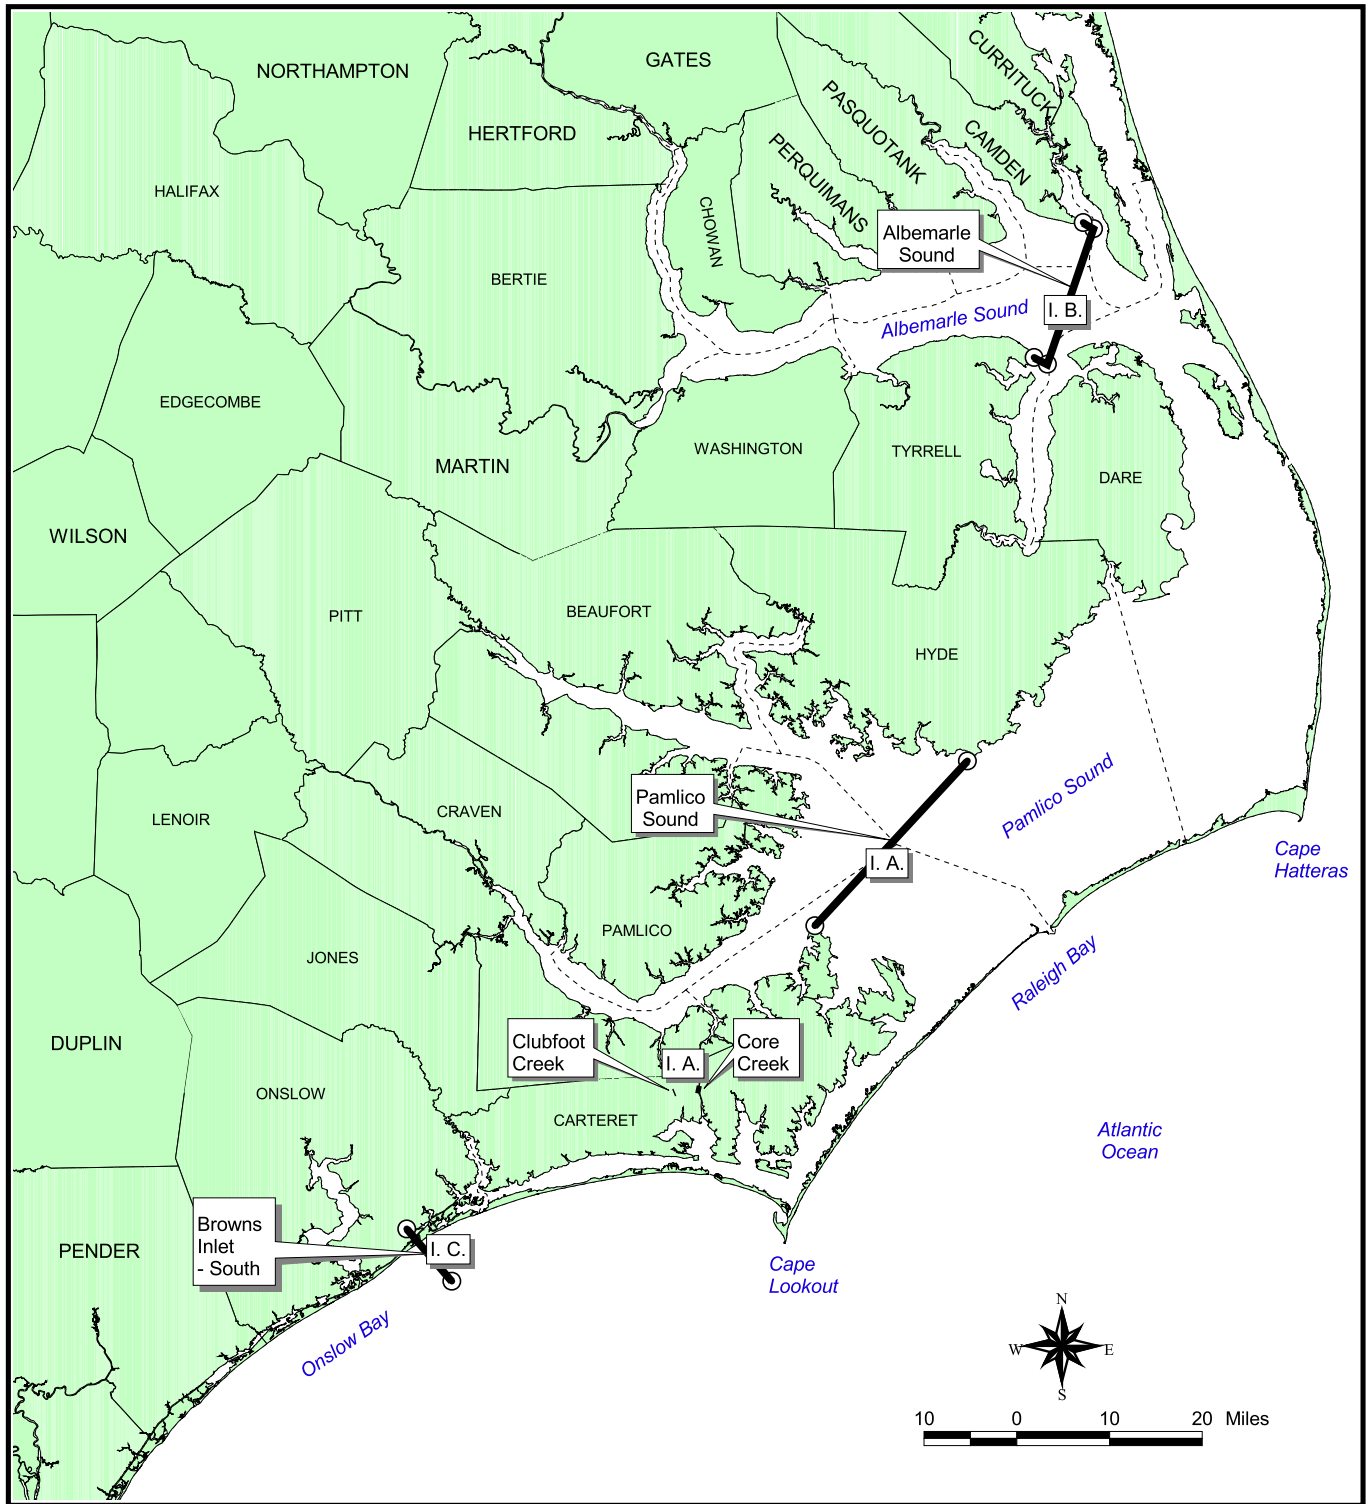 GATES
NORTHAMPTON
CURRITUCK
PASQUOTANK
HERTFORD
CAMDEN
PERQUIMANS
HALIFAX
CHOWAN
Albemarle
Sound
BERTIE
I. B.
Albemarle Sound
EDGECOMBE
WASHINGTON
TYRRELL
MARTIN
DARE
WILSON
BEAUFORT
PITT
HYDE
Pamlico Sound
Pamlico
Sound
CRAVEN
LENOIR
Cape
Hatteras
I. A.
PAMLICO
JONES
Raleigh Bay
DUPLIN
Clubfoot
Creek
I. A.
Core
Creek
ONSLOW
CARTERET
Atlantic
Ocean
Browns
Inlet
- South
PENDER
I. C.
Cape
Lookout
Onslow Bay
N
W E
S
10 0 10 20 Miles